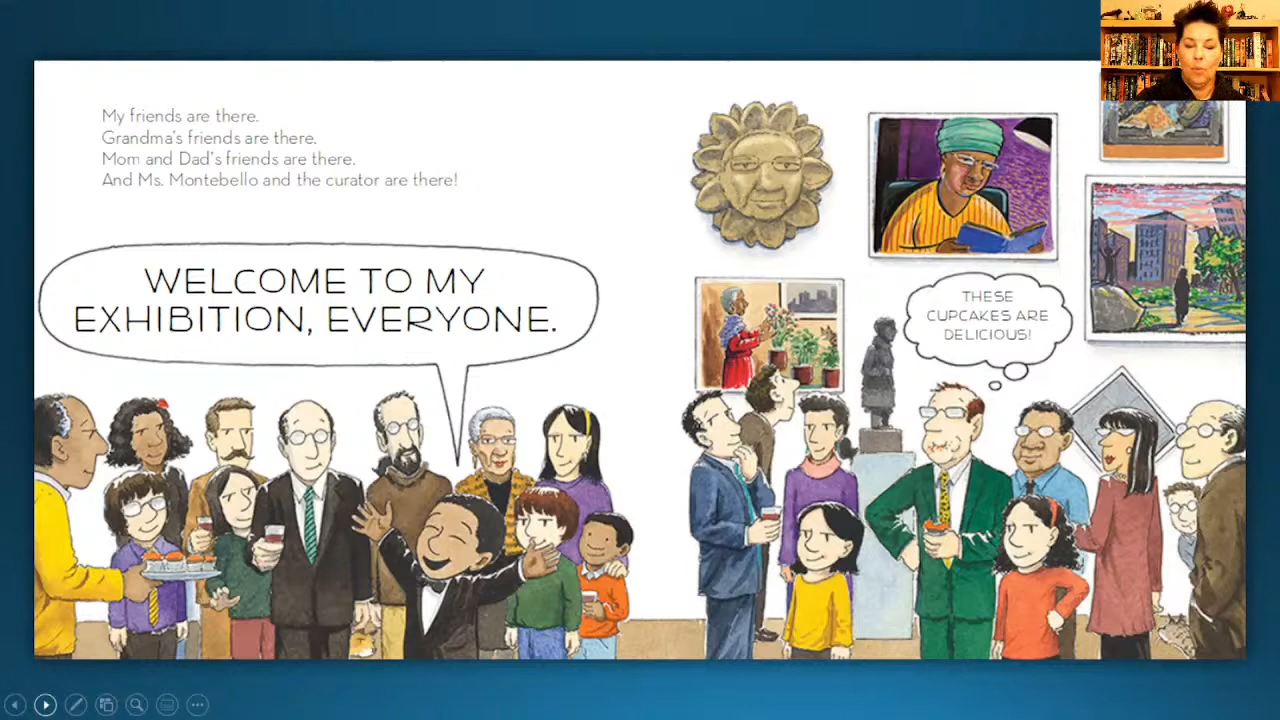 My friends are there.
Grandma's friends are there.
Mom and Dad's friends are there.
And Ms. Montebello and the curator are there!
WELCOME TO MY
EXHIBITION, EVERYONE.
THESE
CUPCAKES ARE
DELICIOUS!